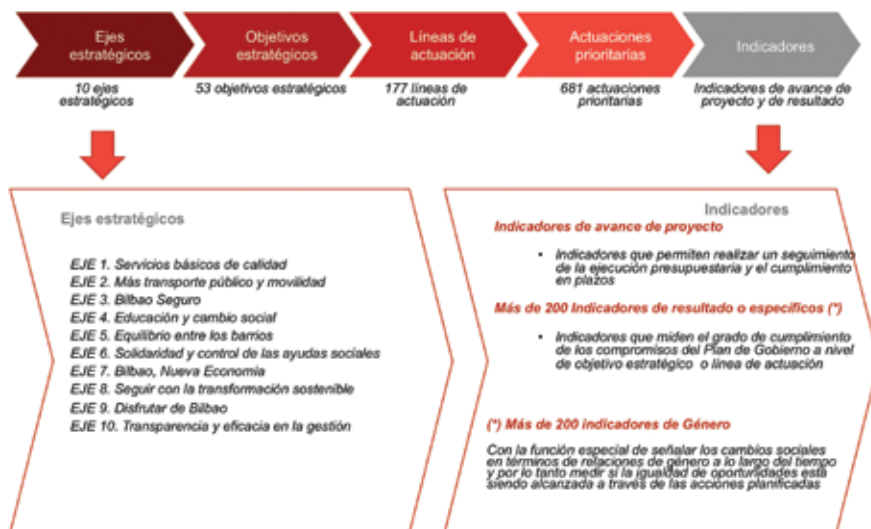 Ejes
estratégicos
Objetivos
estratégicos
Líneas de
actuación
Actuaciones
prioritarias
Indicadores
10 ejes
estratégicos
53 objetivos estratégicos
177 líneas de
actuación
681 actuaciones
prioritarias
Indicadores de avance de
proyecto y de resultado
Ejes estratégicos
EJE 1. Servicios básicos de calidad
EJE 2. Más transporte público y movilidad
EJE 3. Bilbao Seguro
EJE 4. Educación y cambio social
EJE 5. Equilibrio entre los barrios
EJE 6. Solidaridad y control de las ayudas sociales
EJE 7. Bilbao, Nueva Economía
EJE 8. Seguir con la transformación sostenible
EJE 9. Disfrutar de Bilbao
EJE 10. Transparencia y eficacia en la gestión
Indicadores
Indicadores de avance de proyecto
• Indicadores que permiten realizar un seguimiento
de la ejecución presupuestaria y el cumplimiento
en plazos
Más de 200 Indicadores de resultado o específicos (*)
• Indicadores que miden el grado de cumplimiento
de los compromisos del Plan de Gobierno a nivel
de objetivo estratégico o línea de actuación
(*) Más de 200 indicadores de Género
Con la función especial de señalar los cambios sociales
en términos de relaciones de género a lo largo del tiempo
y por lo tanto medir si la igualdad de oportunidades está
siendo alcanzada a través de las acciones planificadas